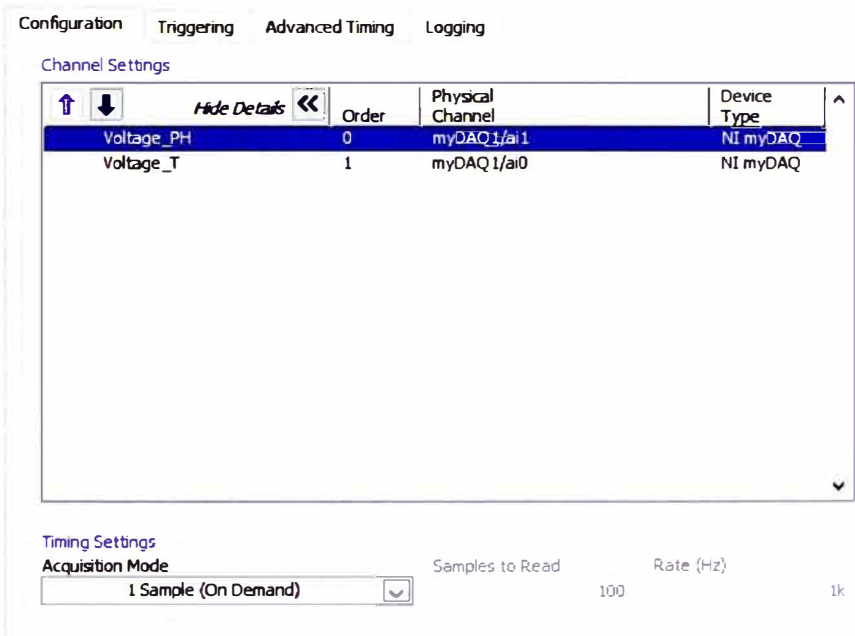 Configuration Triggering Advanced Timing Logging
Channel Settings
Hide Details Order Physical Channel Device Type
Voltage_PH 0 myDAQ1/ai1 NI myDAQ
Voltage_T 1 myDAQ1/ai0 NI myDAQ
Timing Settings
Acquisition Mode Samples to Read Rate (Hz)
1 Sample (On Demand) 100 1k